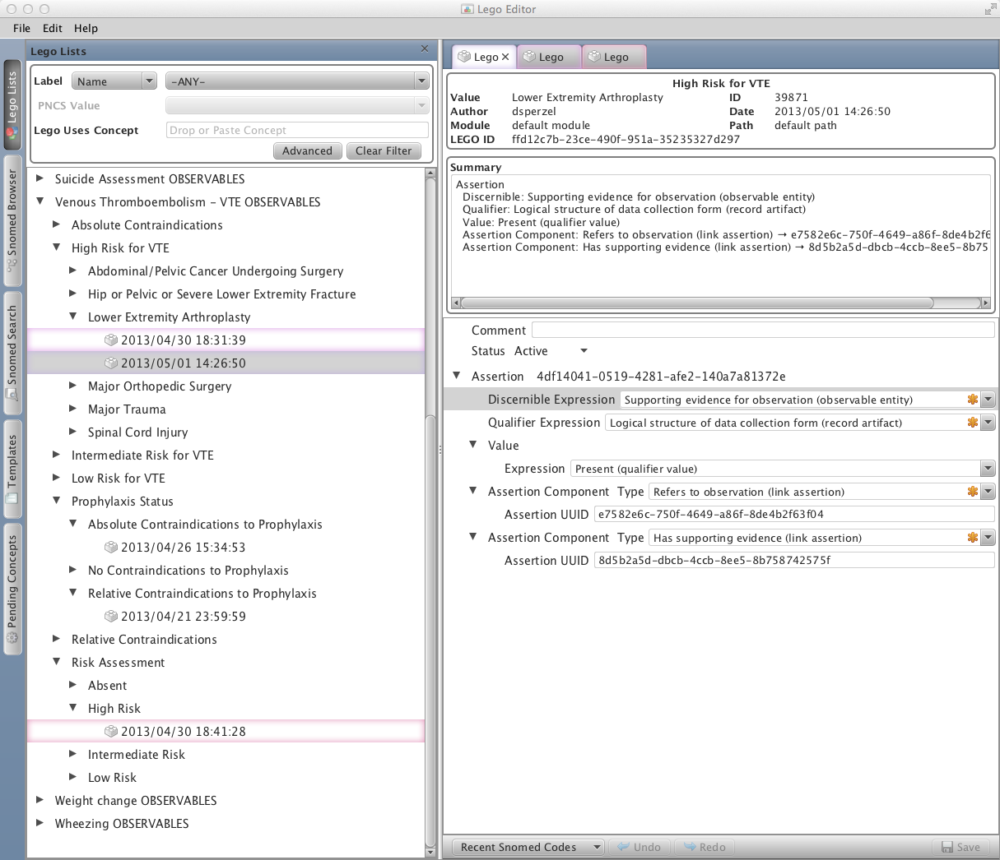 Lego Editor
File Edit Help
Lego Lists
Snomed Browser
Snomed Search
Templates
Pending Concepts
Lego Lists
Label Name -ANY-
PNCS Value
Lego Uses Concept Drop or Paste Concept
Advanced Clear Filter
Suicide Assessment OBSERVABLES
Venous Thromboembolism - VTE OBSERVABLES
Absolute Contraindications
High Risk for VTE
Abdominal/Pelvic Cancer Undergoing Surgery
Hip or Pelvic or Severe Lower Extremity Fracture
Lower Extremity Arthroplasty
2013/04/30 18:31:39
2013/05/01 14:26:50
Major Orthopedic Surgery
Major Trauma
Spinal Cord Injury
Intermediate Risk for VTE
Low Risk for VTE
Prophylaxis Status
Absolute Contraindications to Prophylaxis
2013/04/26 15:34:53
No Contraindications to Prophylaxis
Relative Contraindications to Prophylaxis
2013/04/21 23:59:59
Relative Contraindications
Risk Assessment
Absent
High Risk
2013/04/30 18:41:28
Intermediate Risk
Low Risk
Weight change OBSERVABLES
Wheezing OBSERVABLES
Lego Lego Lego
High Risk for VTE
Value Lower Extremity Arthroplasty ID 39871
Author dsperzel Date 2013/05/01 14:26:50
Module default module Path default path
LEGO ID ffd12c7b-23ce-490f-951a-35235327d297
Summary
Assertion
Discernible: Supporting evidence for observation (observable entity)
Qualifier: Logical structure of data collection form (record artifact)
Value: Present (qualifier value)
Assertion Component: Refers to observation (link assertion) → e7582e6c-750f-4649-a86f-8de4b2f6
Assertion Component: Has supporting evidence (link assertion) → 8d5b2a5d-dbcb-4ccb-8ee5-8b75
Comment
Status Active
Assertion 4df14041-0519-4281-afe2-140a7a81372e
Discernible Expression Supporting evidence for observation (observable entity)
Qualifier Expression Logical structure of data collection form (record artifact)
Value
Expression Present (qualifier value)
Assertion Component Type Refers to observation (link assertion)
Assertion UUID e7582e6c-750f-4649-a86f-8de4b2f63f04
Assertion Component Type Has supporting evidence (link assertion)
Assertion UUID 8d5b2a5d-dbcb-4ccb-8ee5-8b758742575f
Recent Snomed Codes Undo Redo Save